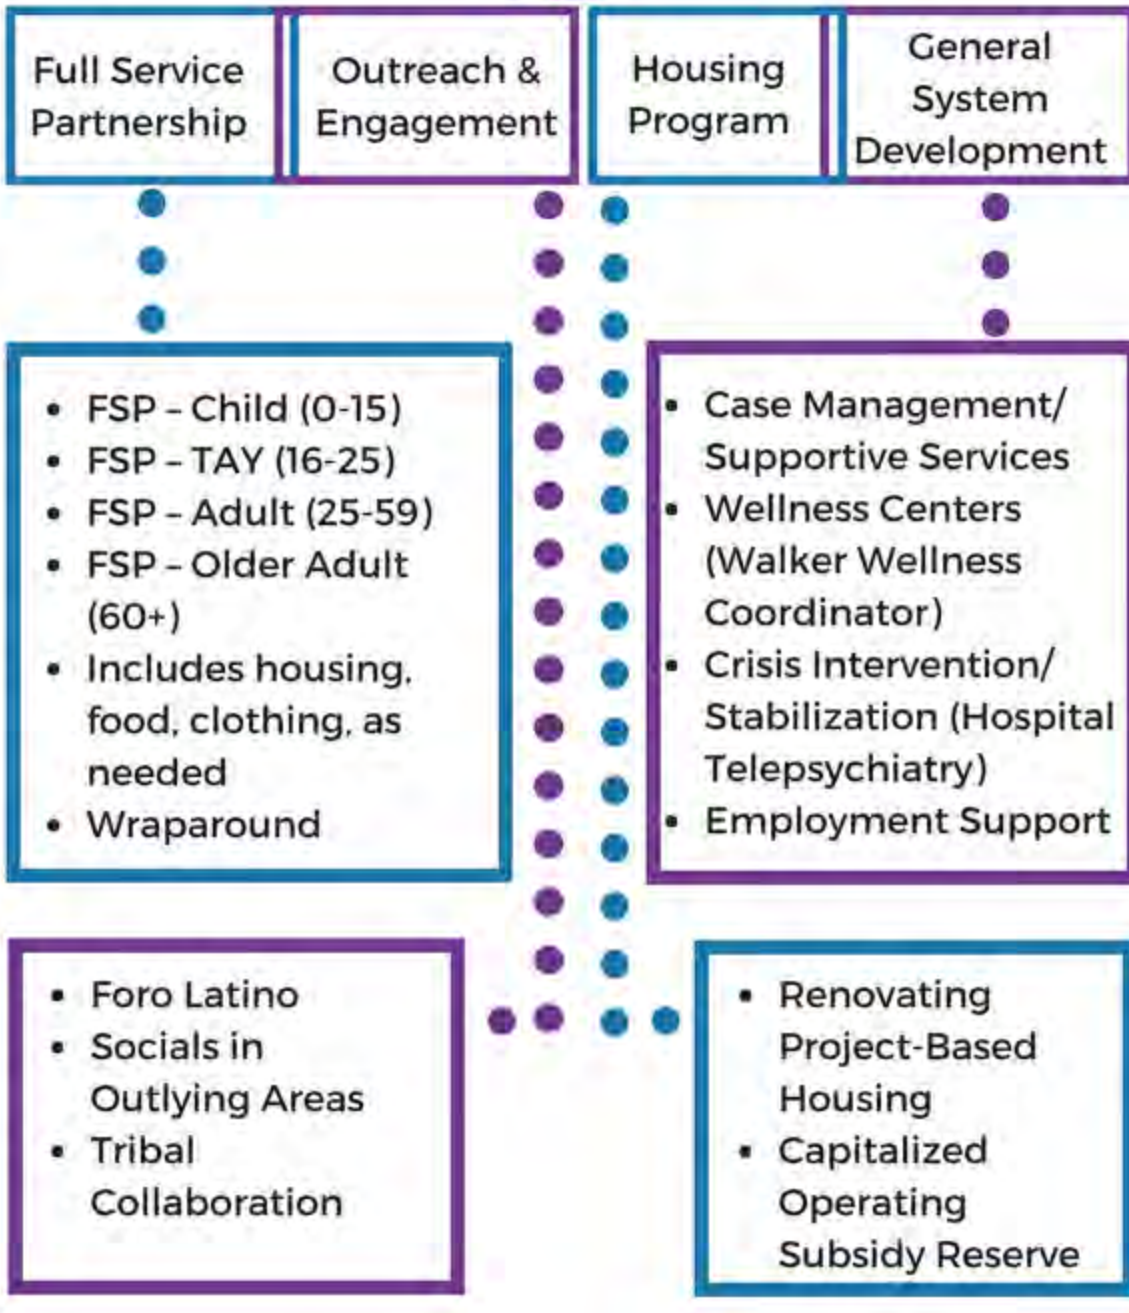 Full Service
Partnership
Outreach &
Engagement
Housing
Program
General
System
Development
• FSP – Child (0-15)
• FSP – TAY (16-25)
• FSP – Adult (25-59)
• FSP – Older Adult
(60+)
• Includes housing,
food, clothing, as
needed
• Wraparound
• Case Management/
Supportive Services
• Wellness Centers
(Walker Wellness
Coordinator)
• Crisis Intervention/
Stabilization (Hospital
Telepsychiatry)
• Employment Support
• Foro Latino
• Socials in
Outlying Areas
• Tribal
Collaboration
• Renovating
Project-Based
Housing
• Capitalized
Operating
Subsidy Reserve